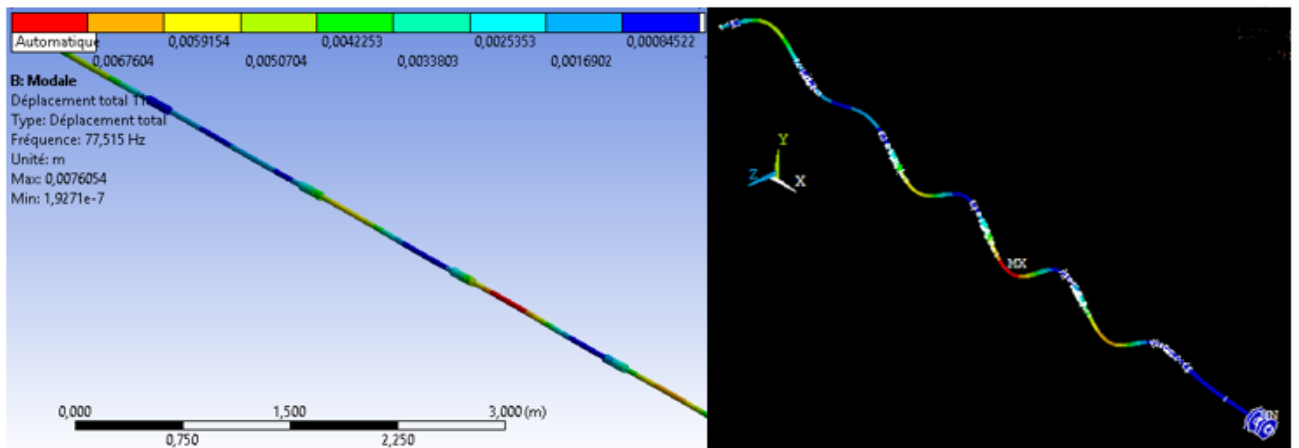 0,0059154 0,0042253 0,0025353 0,00084522
Automatique
0,0067604 0,0050704 0,0033803 0,0016902
B: Modale
Déplacement total 11
Type: Déplacement total
Fréquence: 77,515 Hz
Unité: m
Max: 0,0076054
Min: 1,9271e-7
0,000 1,500 3,000 (m)
0,750 2,250
Y
Z X
MX